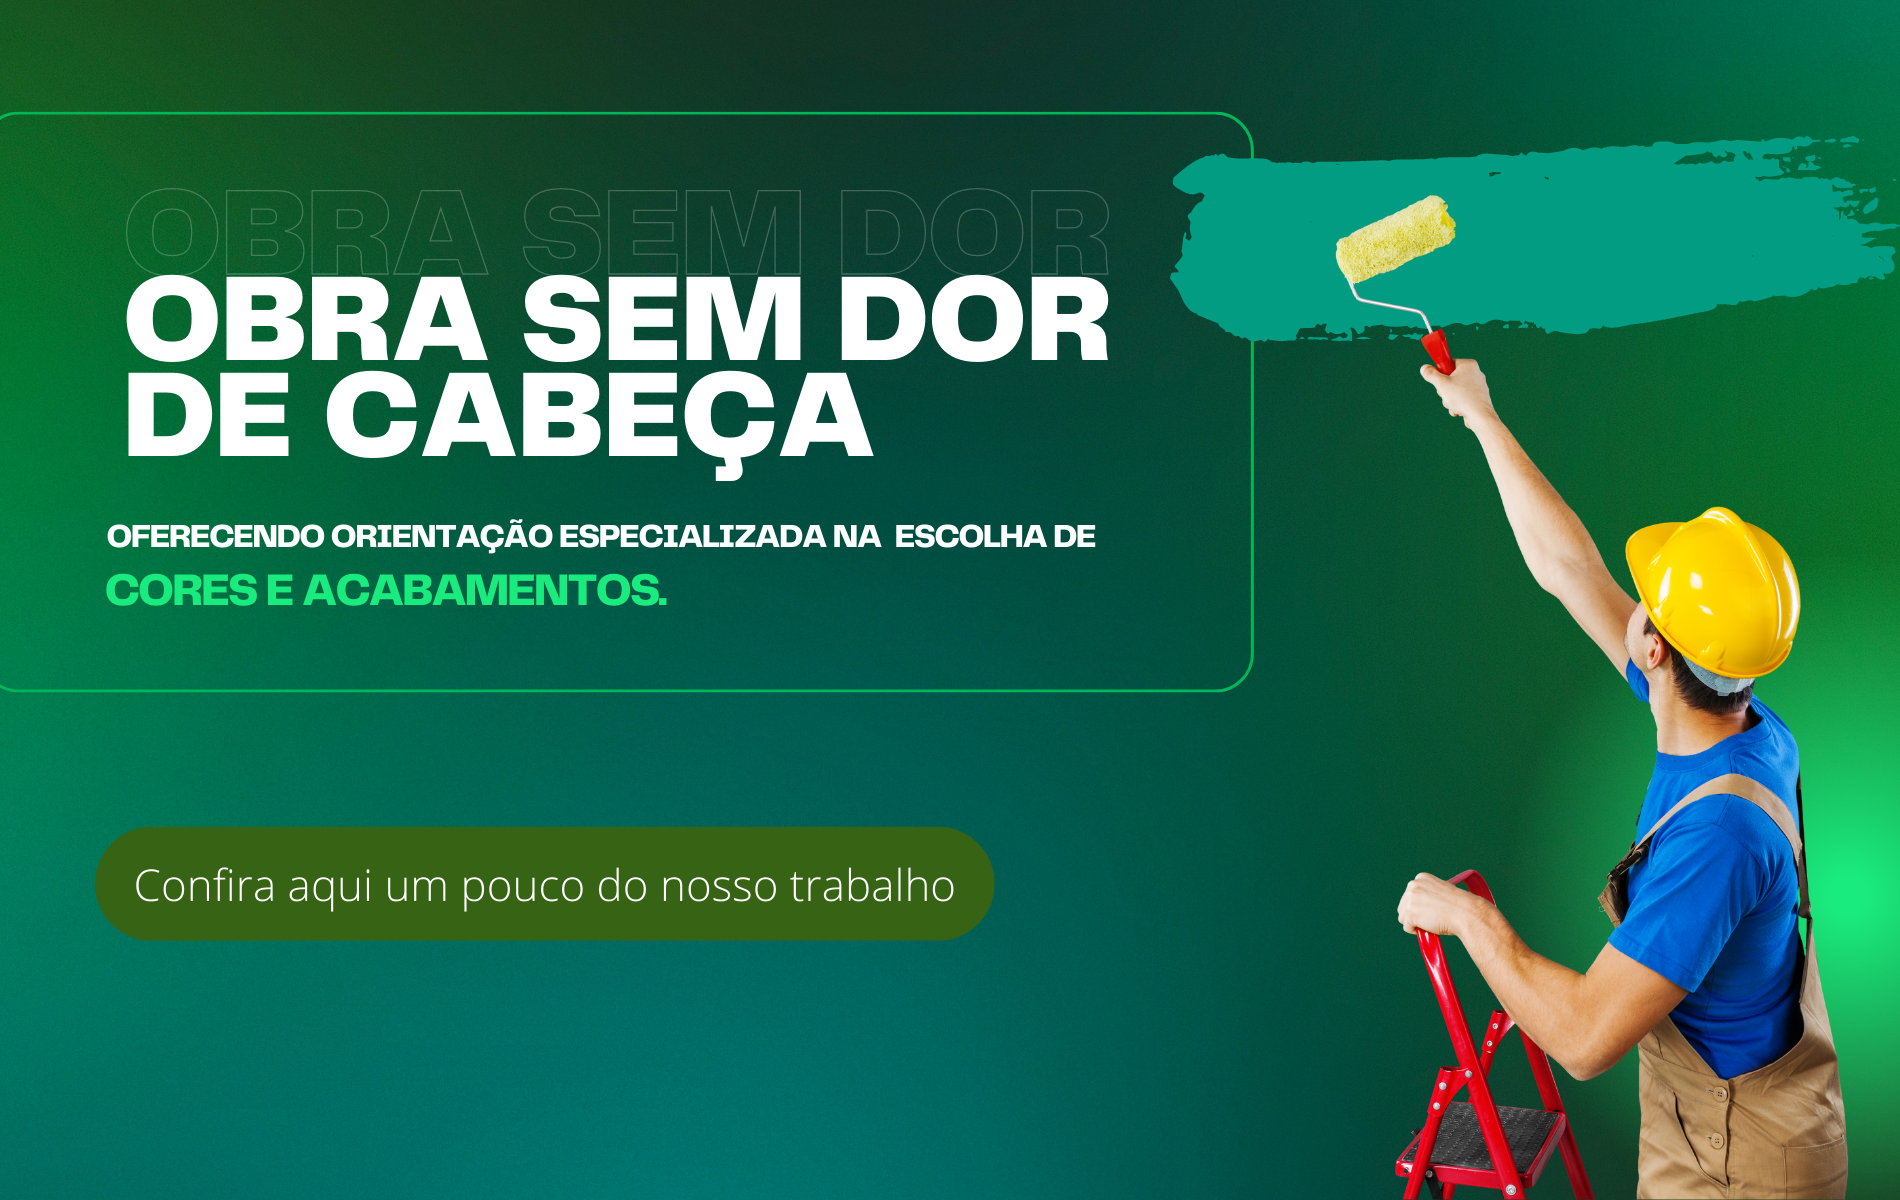 OBRA SEM DOR
OBRA SEM DOR
DE CABEÇA
OFERECENDO ORIENTAÇÃO ESPECIALIZADA NA ESCOLHA DE
CORES E ACABAMENTOS.
Confira aqui um pouco do nosso trabalho